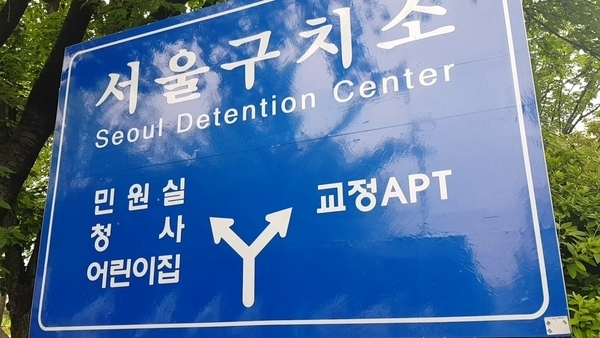 서울구치소
Seoul Detention Center
민원실
청사
어린이집
교정APT